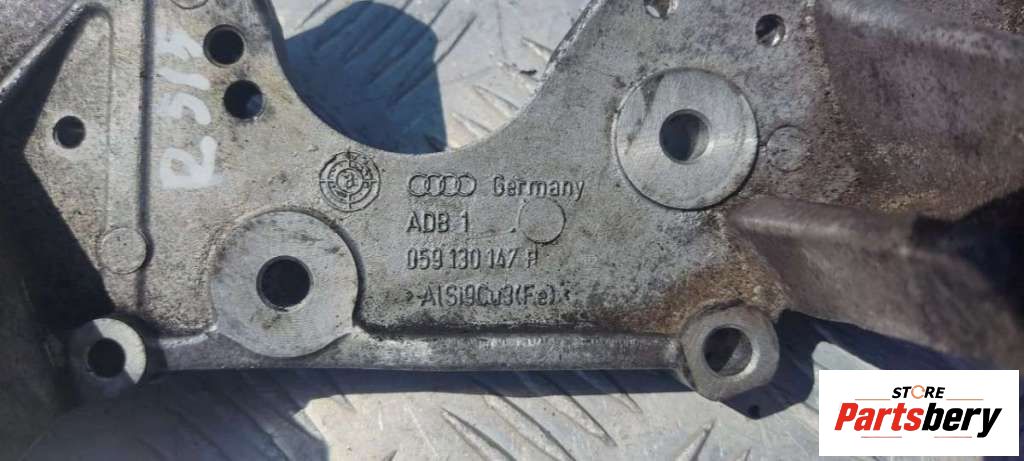 Germany
ADB 1
059 130 147
>AlSi9Cu3(Fe)<
STORE
Partsbery